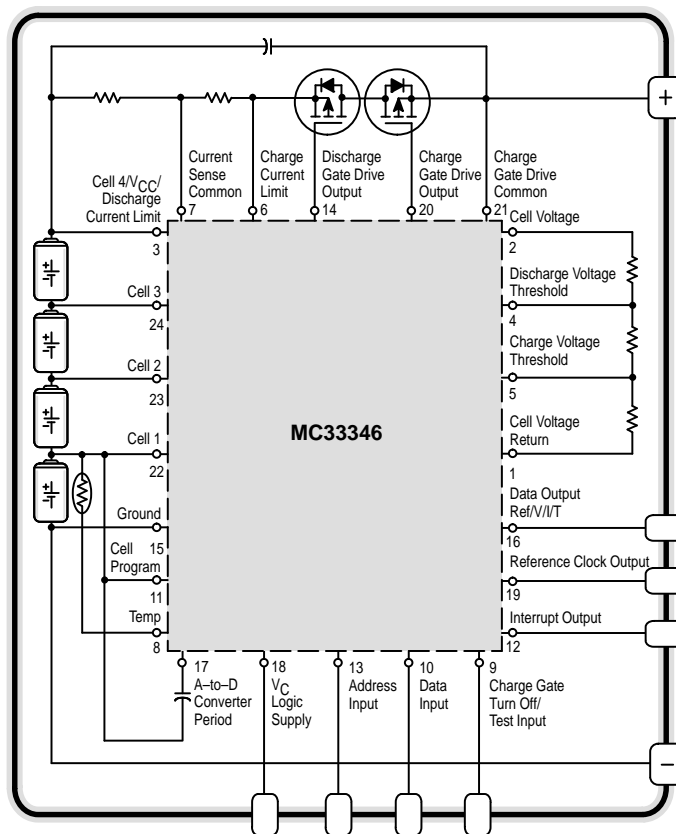 +
Cell 4/VCC/
Discharge
Current Limit
3
Current
Sense
Common
7
Charge
Current
Limit
6
Discharge
Gate Drive
Output
14
Charge
Gate Drive
Output
20
Charge
Gate Drive
Common
21
Cell Voltage
2
Discharge Voltage
Threshold
4
Charge Voltage
Threshold
5
Cell Voltage
Return
1
Cell 3
24
Cell 2
23
Cell 1
22
Ground
15
Cell
Program
11
Temp
8
MC33346
Data Output
Ref/V/I/T
16
Reference Clock Output
19
Interrupt Output
12
17
A–to–D
Converter
Period
18
VC
Logic
Supply
13
Address
Input
10
Data
Input
9
Charge Gate
Turn Off/
Test Input
–